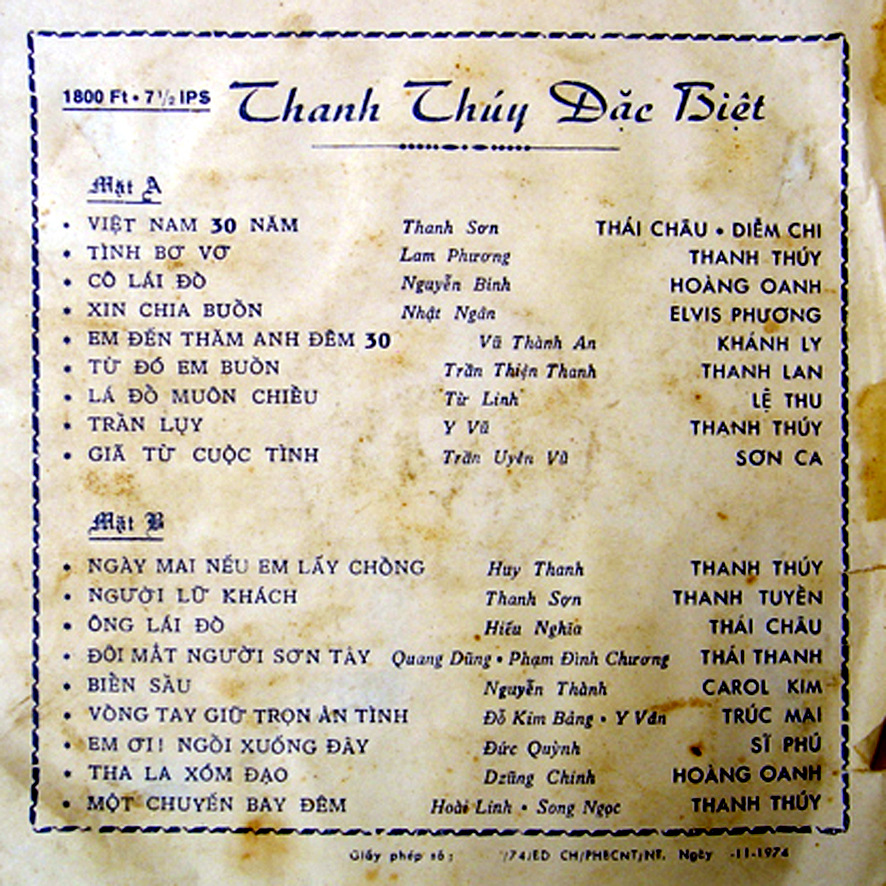 1800 Ft • 7 1/2 IPS Thanh Thúy Đặc Biệt
Mặt A
• VIỆT NAM 30 NĂM Thanh Sơn THÁI CHÂU • DIỄM CHI
• TÌNH BƠ VƠ Lam Phương THANH THÚY
• CÔ LÁI ĐÒ Nguyễn Bính HOÀNG OANH
• XIN CHIA BUỒN Nhật Ngân ELVIS PHƯƠNG
• EM ĐẾN THĂM ANH ĐÊM 30 Vũ Thành An KHÁNH LY
• TỪ ĐÓ EM BUỒN Trần Thiện Thanh THANH LAN
• LÁ ĐỔ MUÔN CHIỀU Từ Linh LỆ THU
• TRẦN LỤY Y Vũ THANH THÚY
• GIÃ TỪ CUỘC TÌNH Trần Uyên Vũ SƠN CA
Mặt B
• NGÀY MAI NẾU EM LẤY CHỒNG Huy Thanh THANH THÚY
• NGƯỜI LỮ KHÁCH Thanh Sơn THANH TUYỀN
• ÔNG LÁI ĐÒ Hiếu Nghĩa THÁI CHÂU
• ĐÔI MẮT NGƯỜI SƠN TÂY Quang Dũng • Phạm Đình Chương THÁI THANH
• BIỂN SẦU Nguyễn Thành CAROL KIM
• VÒNG TAY GIỮ TRỌN ÂN TÌNH Đỗ Kim Bảng • Y Vân TRÚC MAI
• EM ƠI! NGỒI XUỐNG ĐÂY Đức Quỳnh SĨ PHÚ
• THA LA XÓM ĐẠO Dzũng Chinh HOÀNG OANH
• MỘT CHUYẾN BAY ĐÊM Hoài Linh • Song Ngọc THANH THÚY
Giấy phép số : /74/ED CH/PHBCNT/NT. Ngày -11-1974